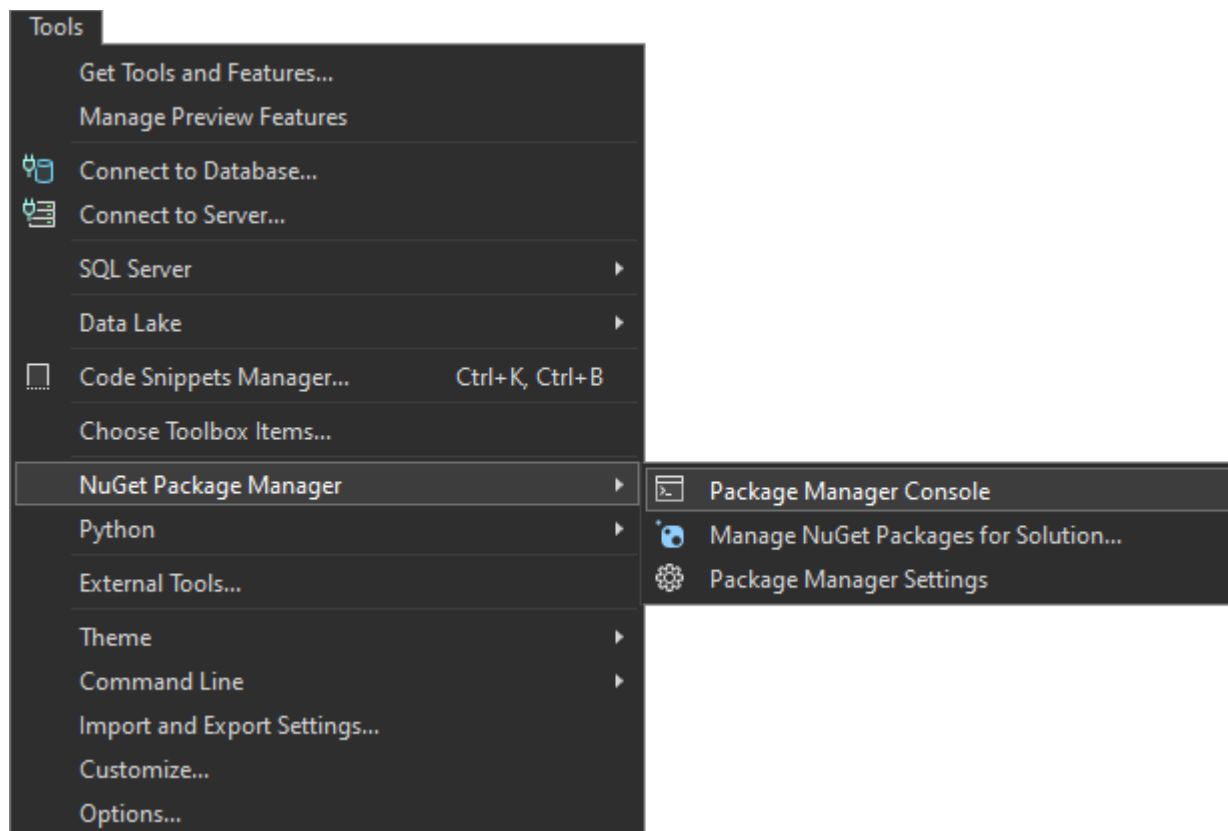 Tools
Get Tools and Features...
Manage Preview Features
Connect to Database...
Connect to Server...
SQL Server
Data Lake
Code Snippets Manager... Ctrl+K, Ctrl+B
Choose Toolbox Items...
NuGet Package Manager
Package Manager Console
Python
Manage NuGet Packages for Solution...
External Tools...
Package Manager Settings
Theme
Command Line
Import and Export Settings...
Customize...
Options...